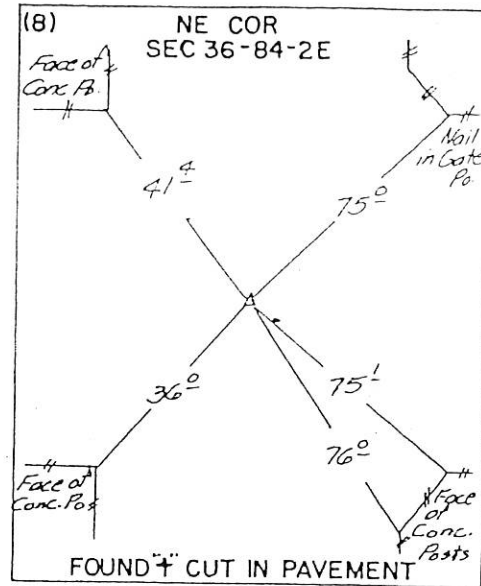 (8) NE COR
SEC 36-84-2E
Face of
Conc Po.
Nail
in Gate
Po.
41 4
75 0
36 0
75 1
76 0
Face of
Conc. Pos
Face
of
Conc.
Posts
FOUND "+" CUT IN PAVEMENT